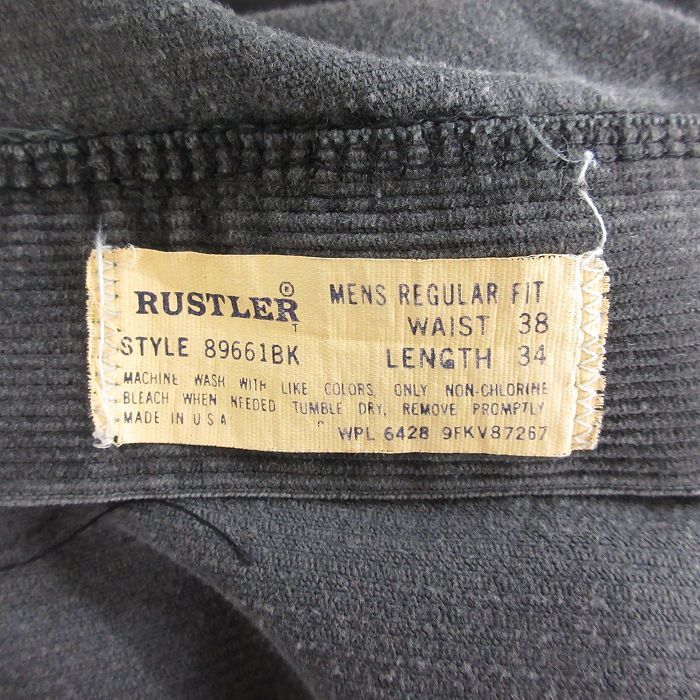 RUSTLER ® MENS REGULAR FIT
T WAIST 38
STYLE 89661BK LENGTH 34
MACHINE WASH WITH LIKE COLORS, ONLY NON-CHLORINE
BLEACH WHEN NEEDED TUMBLE DRY, REMOVE PROMPTLY
MADE IN U S A WPL 6428 9FKV87267